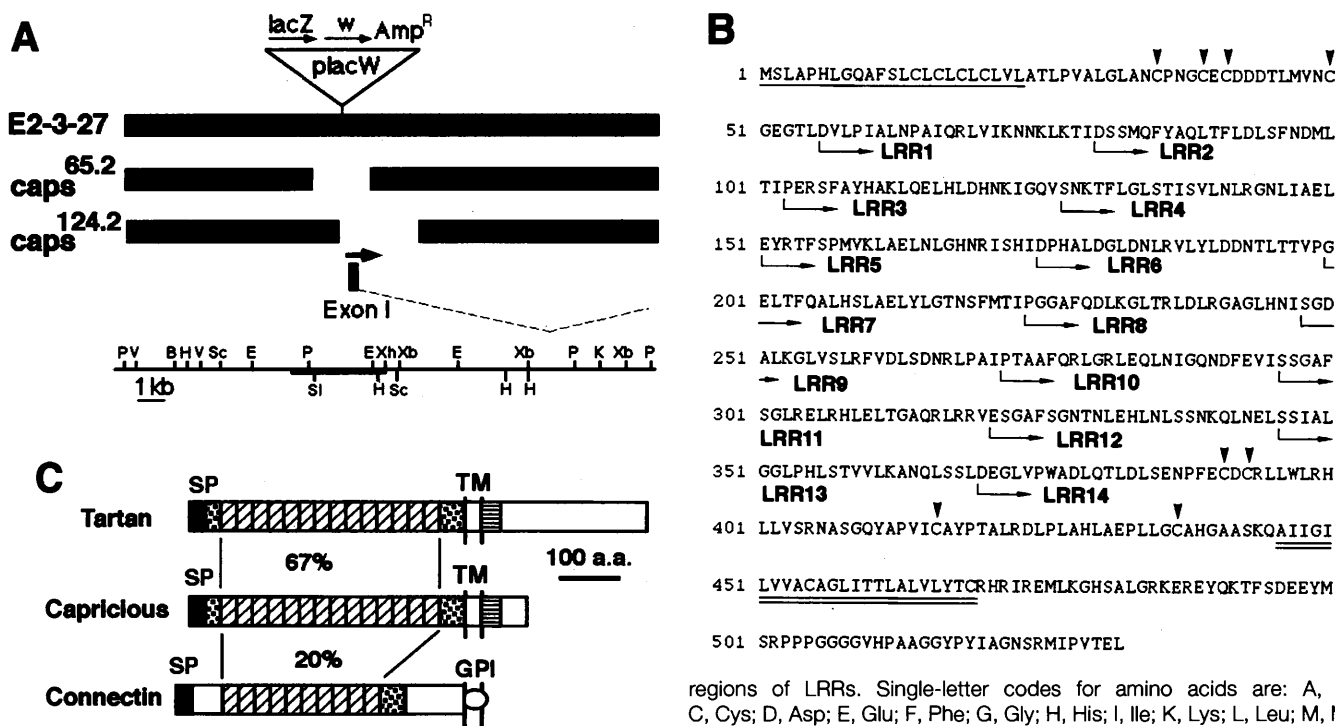 A
lacZ w Amp^R
placW
E2-3-27
caps^65.2
caps^124.2
Exon I
P V B H V Sc E P E Xh Xb E Xb P K Xb P
Sl H Sc H H
1 kb
B
1 MSLAPHLGQAFSLCLCLCLCLVLATLPVALGLANCPNGCECDDDTLMVNC
51 GEGTLDVLPIALNPAIQRLVIKNNKLKTIDSSMQFYAQLTFLDLSFNDML
LRR1 LRR2
101 TIPERSFAYHAKLQELHLDHNKIGQVSNKTFLGLSTISVLNLRGNLIAEL
LRR3 LRR4
151 EYRTFSPMVKLAELNLGHNRISHIDPHALDGLDNLRVLYLDDNTLTTVPG
LRR5 LRR6
201 ELTFQALHSLAELYLGTNSFMTIPGGAFQDLKGLTRLDLRGAGLHNISGD
LRR7 LRR8
251 ALKGLVSLRFVDLSDNRLPAIPTAAFQRLGRLEQLNIGQNDFEVISSGAF
LRR9 LRR10
301 SGLRELRHLELTGAQRLRRVESGAFSGNTNLEHLNLSSNKQLNELSSIAL
LRR11 LRR12
351 GGLPHLSTVVLKANQLSSLDEGLVPWADLQTLDLSENPFECDCRLLWLRH
LRR13 LRR14
401 LLVSRNASGQYAPVICAYPTALRDLPLAHLAEPLLGCAHGAASKQAIIGI
451 LVVACAGLITTLALVLYTCRHRIREMLKGHSALGRKEREYQKTFSDEEYM
501 SRPPPGGGGVHPAAGGYPYIAGNSRMIPVTEL
C
SP TM
Tartan
67%
100 a.a.
SP TM
Capricious
20%
SP GPI
Connectin
regions of LRRs. Single-letter codes for amino acids are: A,
C, Cys; D, Asp; E, Glu; F, Phe; G, Gly; H, His; I, Ile; K, Lys; L, Leu; M,